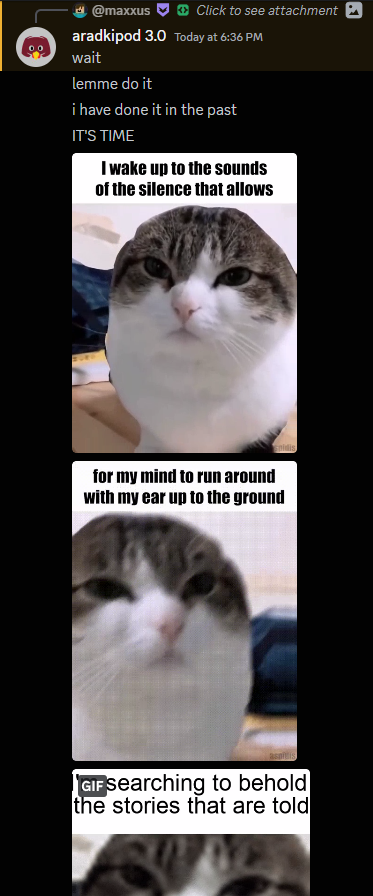 @maxxus Click to see attachment
aradkipod 3.0 Today at 6:36 PM
wait
lemme do it
i have done it in the past
IT'S TIME
I wake up to the sounds
of the silence that allows
for my mind to run around
with my ear up to the ground
GIF
searching to behold
the stories that are told